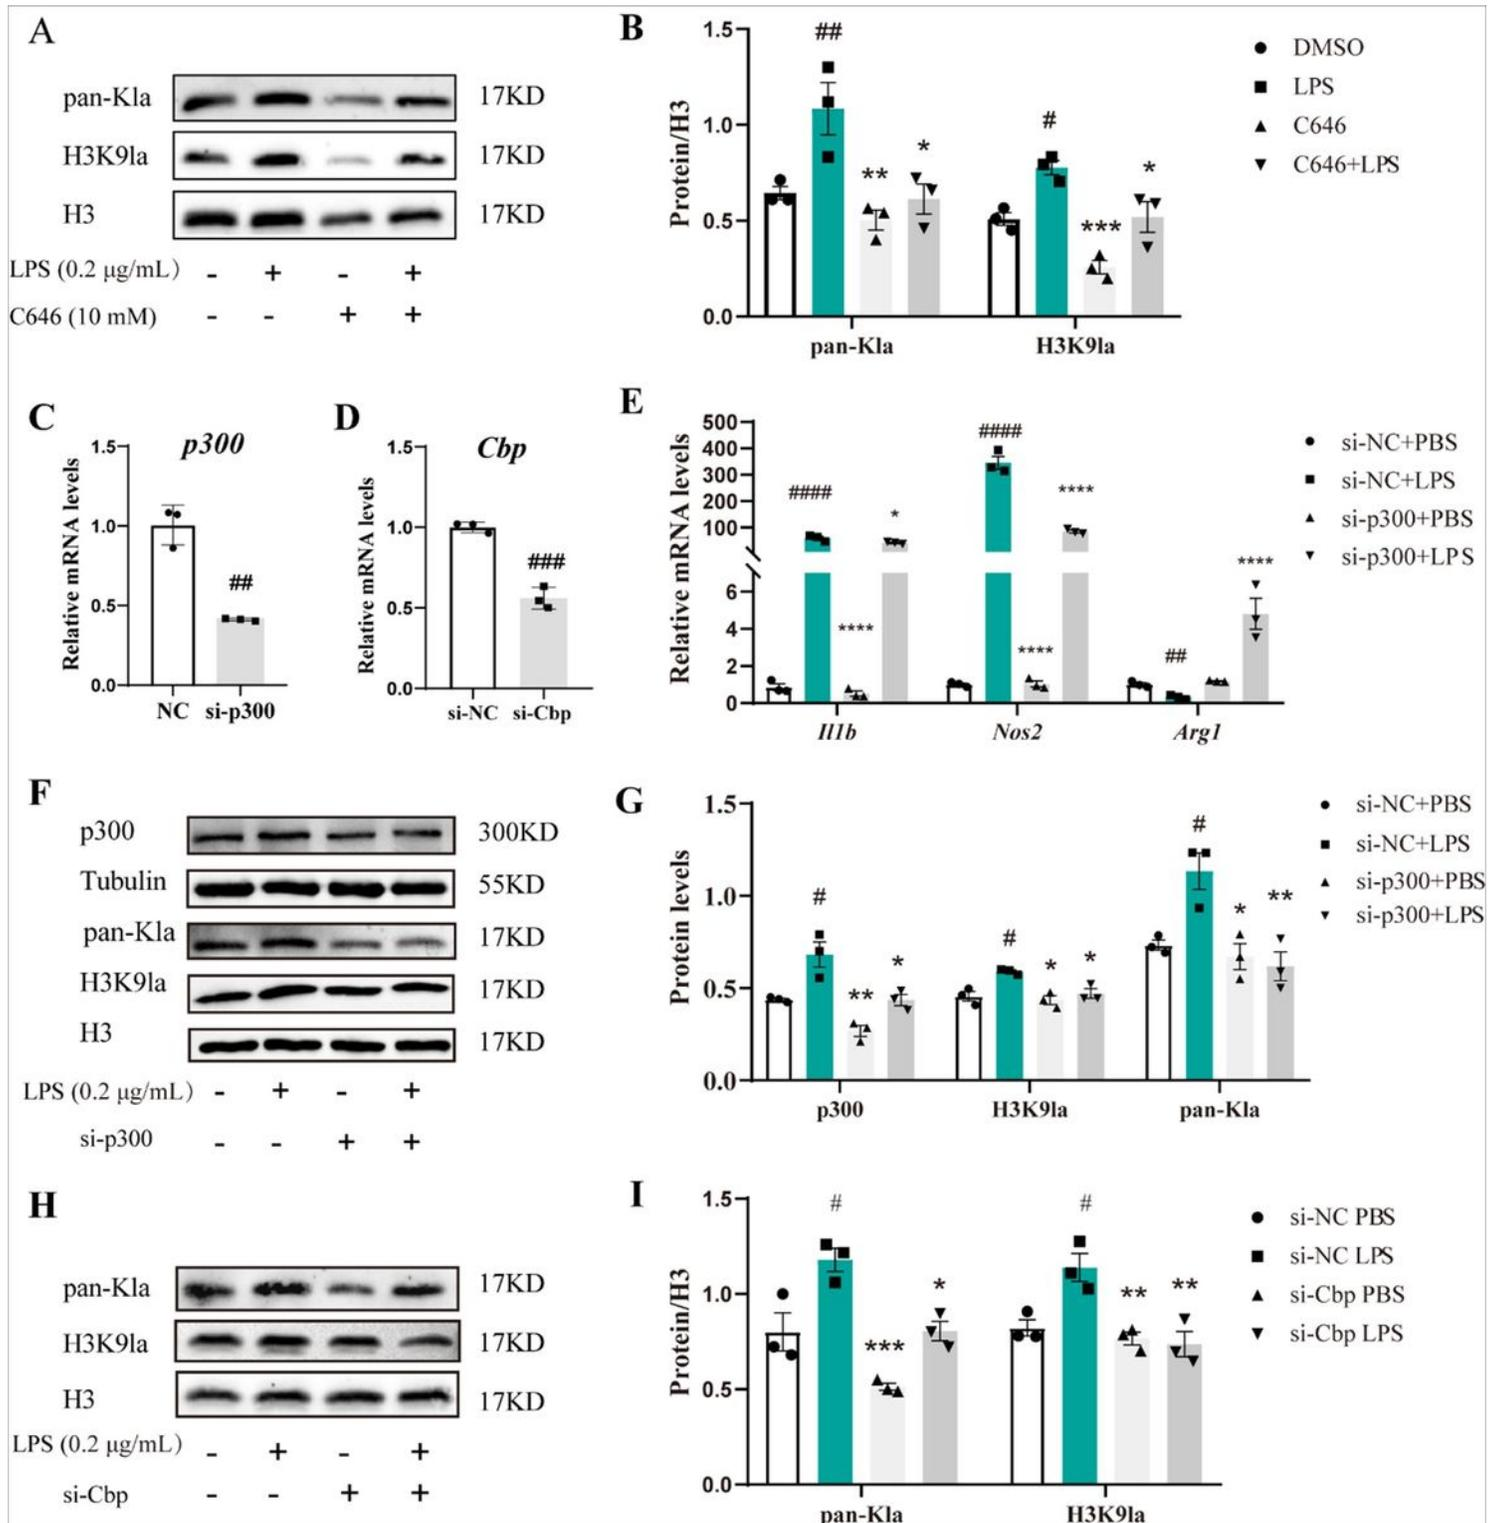 A
pan-Kla 17KD
H3K9la 17KD
H3 17KD
LPS (0.2 μg/mL) - + - +
C646 (10 mM) - - + +
B
Protein/H3
1.5
1.0
0.5
0.0
## ** *
# *** *
pan-Kla H3K9la
DMSO
LPS
C646
C646+LPS
C
p300
Relative mRNA levels
1.5
1.0
0.5
0.0
##
NC si-p300
D
Cbp
Relative mRNA levels
1.5
1.0
0.5
0.0
###
si-NC si-Cbp
E
Relative mRNA levels
500
400
300
200
100
6
4
2
0
#### **** *
#### **** ****
## ****
Il1b Nos2 Arg1
si-NC+PBS
si-NC+LPS
si-p300+PBS
si-p300+LPS
F
p300 300KD
Tubulin 55KD
pan-Kla 17KD
H3K9la 17KD
H3 17KD
LPS (0.2 μg/mL) - + - +
si-p300 - - + +
G
Protein levels
1.5
1.0
0.5
0.0
# ** *
# * *
# * **
p300 H3K9la pan-Kla
si-NC+PBS
si-NC+LPS
si-p300+PBS
si-p300+LPS
H
pan-Kla 17KD
H3K9la 17KD
H3 17KD
LPS (0.2 μg/mL) - + - +
si-Cbp - - + +
I
Protein/H3
1.5
1.0
0.5
0.0
# *** *
# ** **
pan-Kla H3K9la
si-NC PBS
si-NC LPS
si-Cbp PBS
si-Cbp LPS